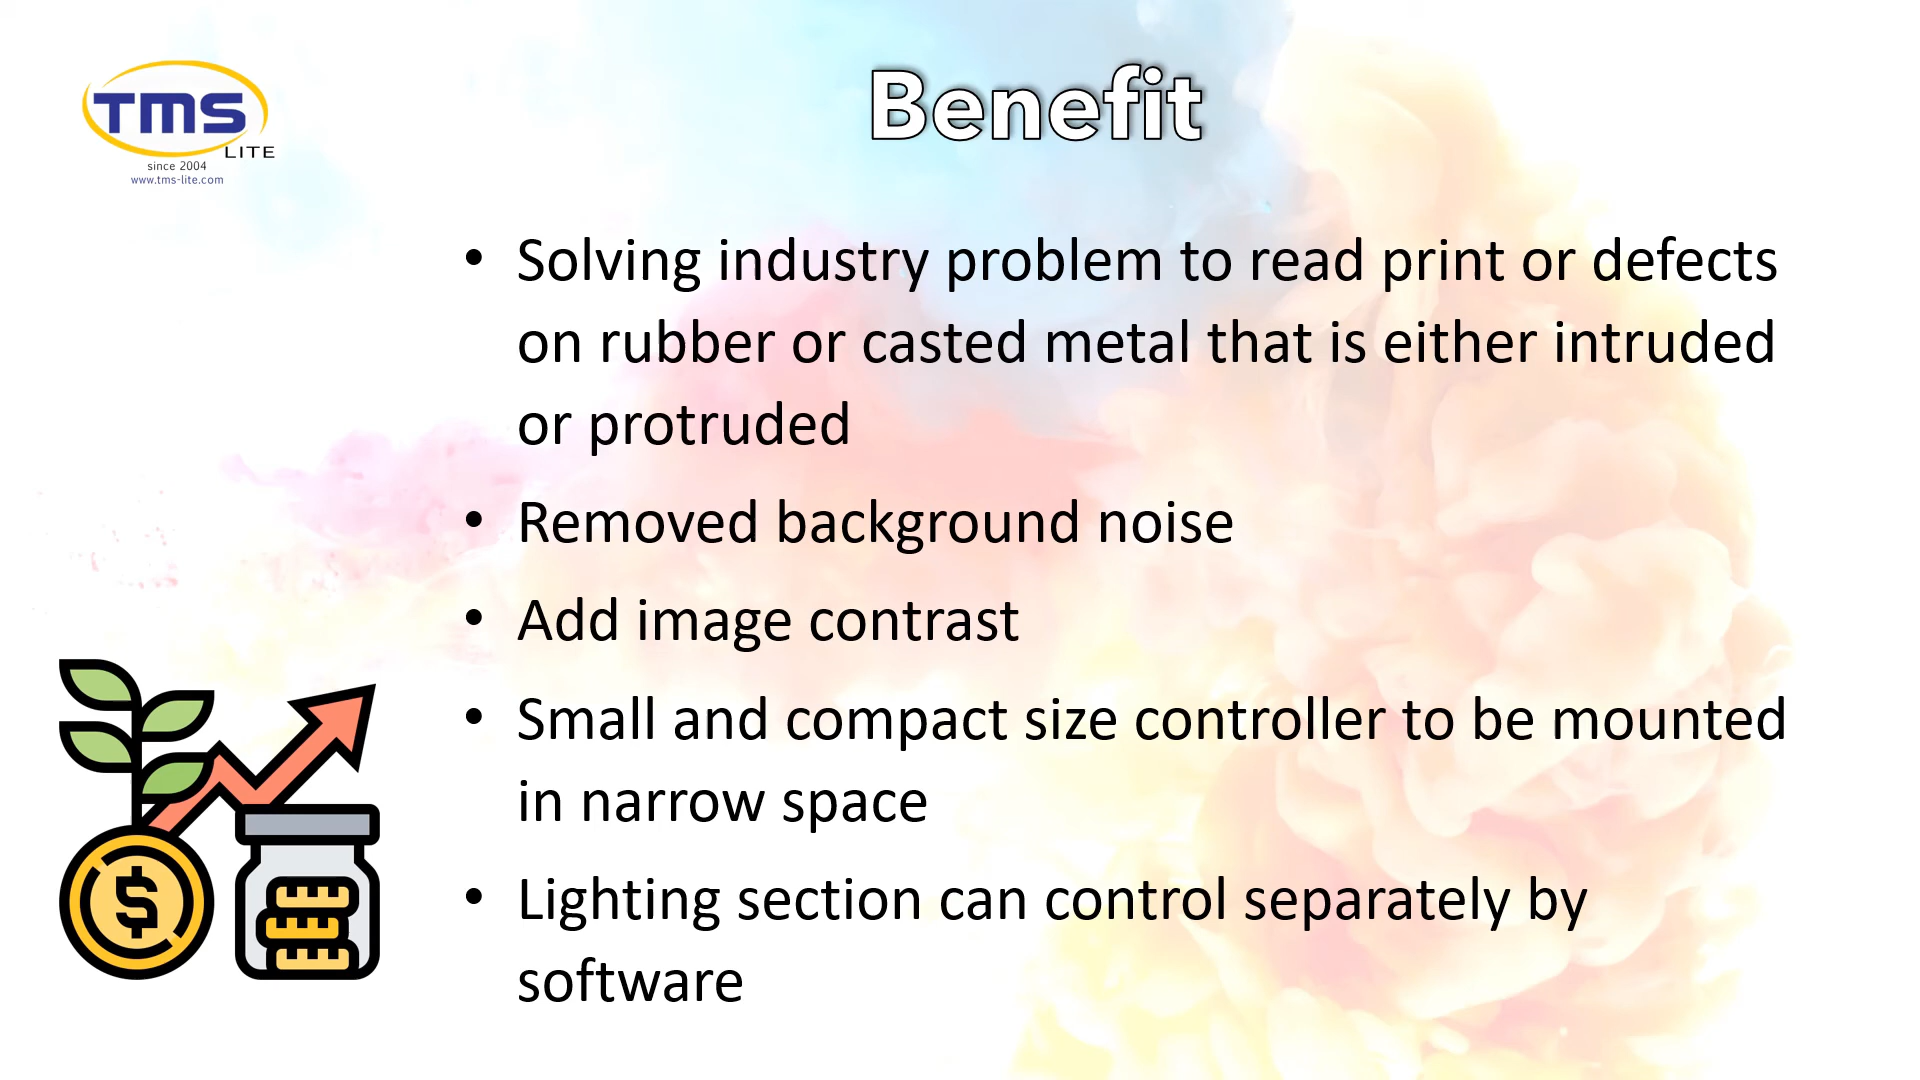 TMS
LITE
since 2004
www.tms-lite.com
Benefit
• Solving industry problem to read print or defects
on rubber or casted metal that is either intruded
or protruded
• Removed background noise
• Add image contrast
• Small and compact size controller to be mounted
in narrow space
• Lighting section can control separately by
software
$